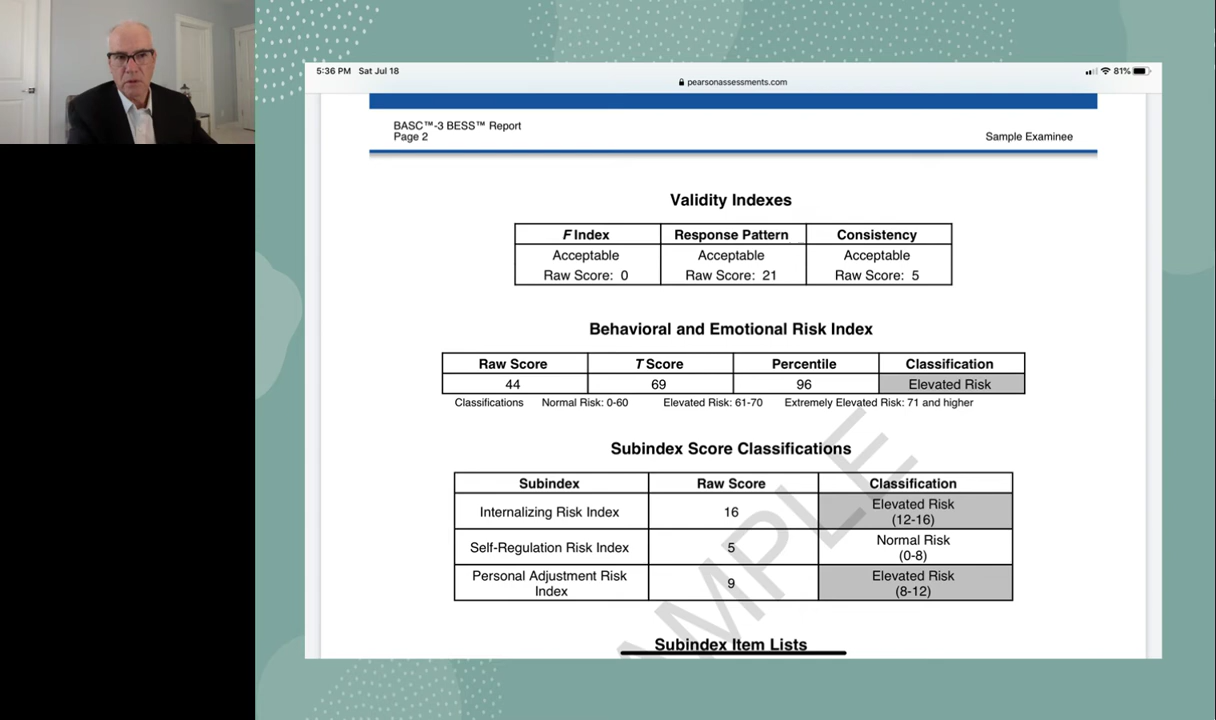 5:36 PM Sat Jul 18
pearsonassessments.com
81%
BASC™-3 BESS™ Report
Page 2
Sample Examinee
Validity Indexes
F Index Response Pattern Consistency
Acceptable Acceptable Acceptable
Raw Score: 0 Raw Score: 21 Raw Score: 5
Behavioral and Emotional Risk Index
Raw Score T Score Percentile Classification
44 69 96 Elevated Risk
Classifications Normal Risk: 0-60 Elevated Risk: 61-70 Extremely Elevated Risk: 71 and higher
Subindex Score Classifications
Subindex Raw Score Classification
Internalizing Risk Index 16 Elevated Risk
(12-16)
Self-Regulation Risk Index 5 Normal Risk
(0-8)
Personal Adjustment Risk
Index
9 Elevated Risk
(8-12)
AMPLE
Subindex Item Lists